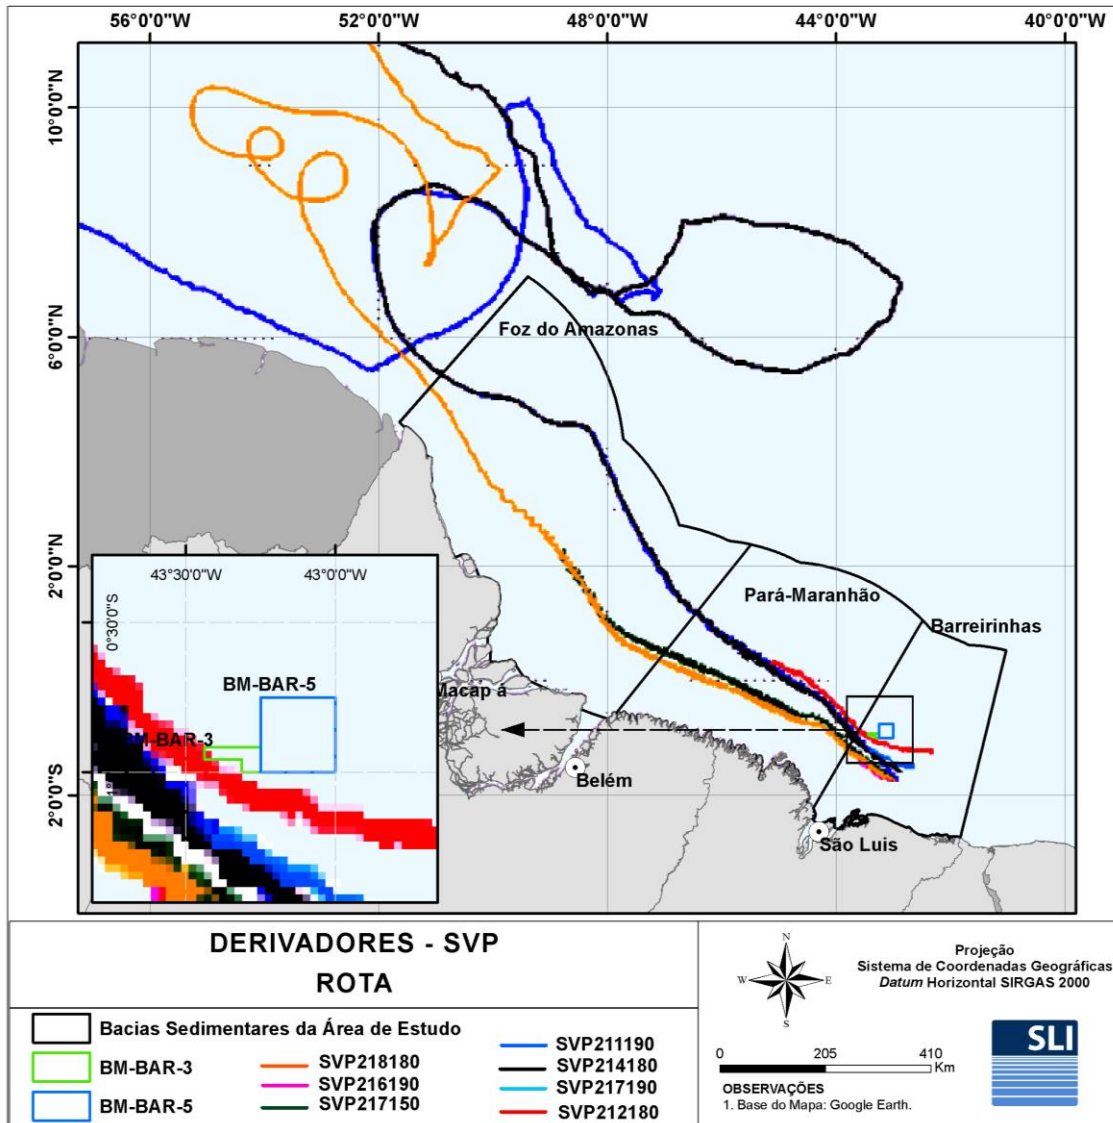 56°0'0"W 52°0'0"W 48°0'0"W 44°0'0"W 40°0'0"W
10°0'0"N
6°0'0"N
2°0'0"N
2°0'0"S
Foz do Amazonas
Pará-Maranhão
Barreirinhas
Macap á
Belém
São Luis
43°30'0"W 43°0'0"W
0°30'0"S
BM-BAR-5
BM-BAR-3
DERIVADORES - SVP
ROTA
Bacias Sedimentares da Área de Estudo
BM-BAR-3
BM-BAR-5
SVP218180
SVP216190
SVP217150
SVP211190
SVP214180
SVP217190
SVP212180
N
W E
S
Projeção
Sistema de Coordenadas Geográficas
Datum Horizontal SIRGAS 2000
0 205 410
Km
OBSERVAÇÕES
1. Base do Mapa: Google Earth.
SLI